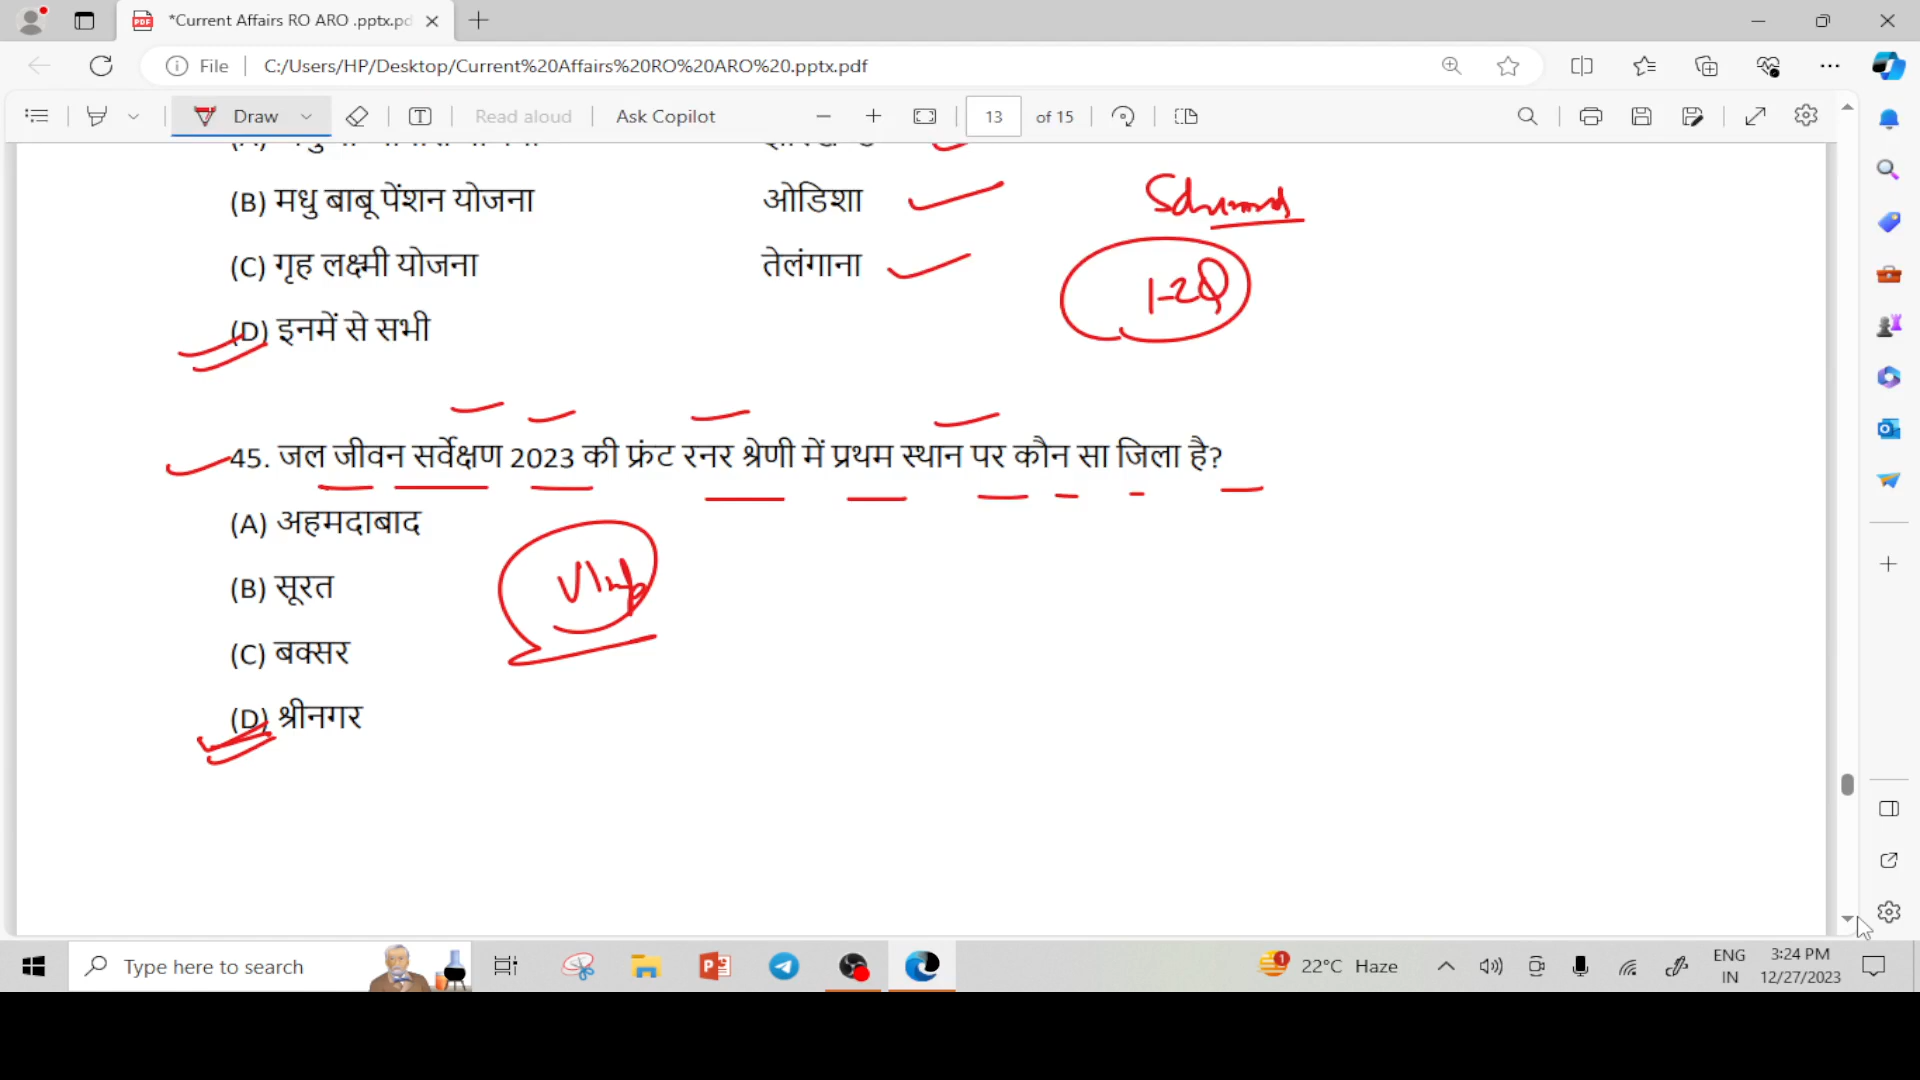 *Current Affairs RO ARO .pptx.pd
File
C:/Users/HP/Desktop/Current%20Affairs%20RO%20ARO%20.pptx.pdf
Draw
Read aloud
Ask Copilot
13 of 15
(B) मधु बाबू पेंशन योजना ओडिशा
(C) गृह लक्ष्मी योजना तेलंगाना
1-2Q
(D) इनमें से सभी
45. जल जीवन सर्वेक्षण 2023 की फ्रंट रनर श्रेणी में प्रथम स्थान पर कौन सा जिला है?
(A) अहमदाबाद
(B) सूरत
(C) बक्सर
(D) श्रीनगर
Type here to search
1
22°C Haze
ENG
IN
3:24 PM
12/27/2023